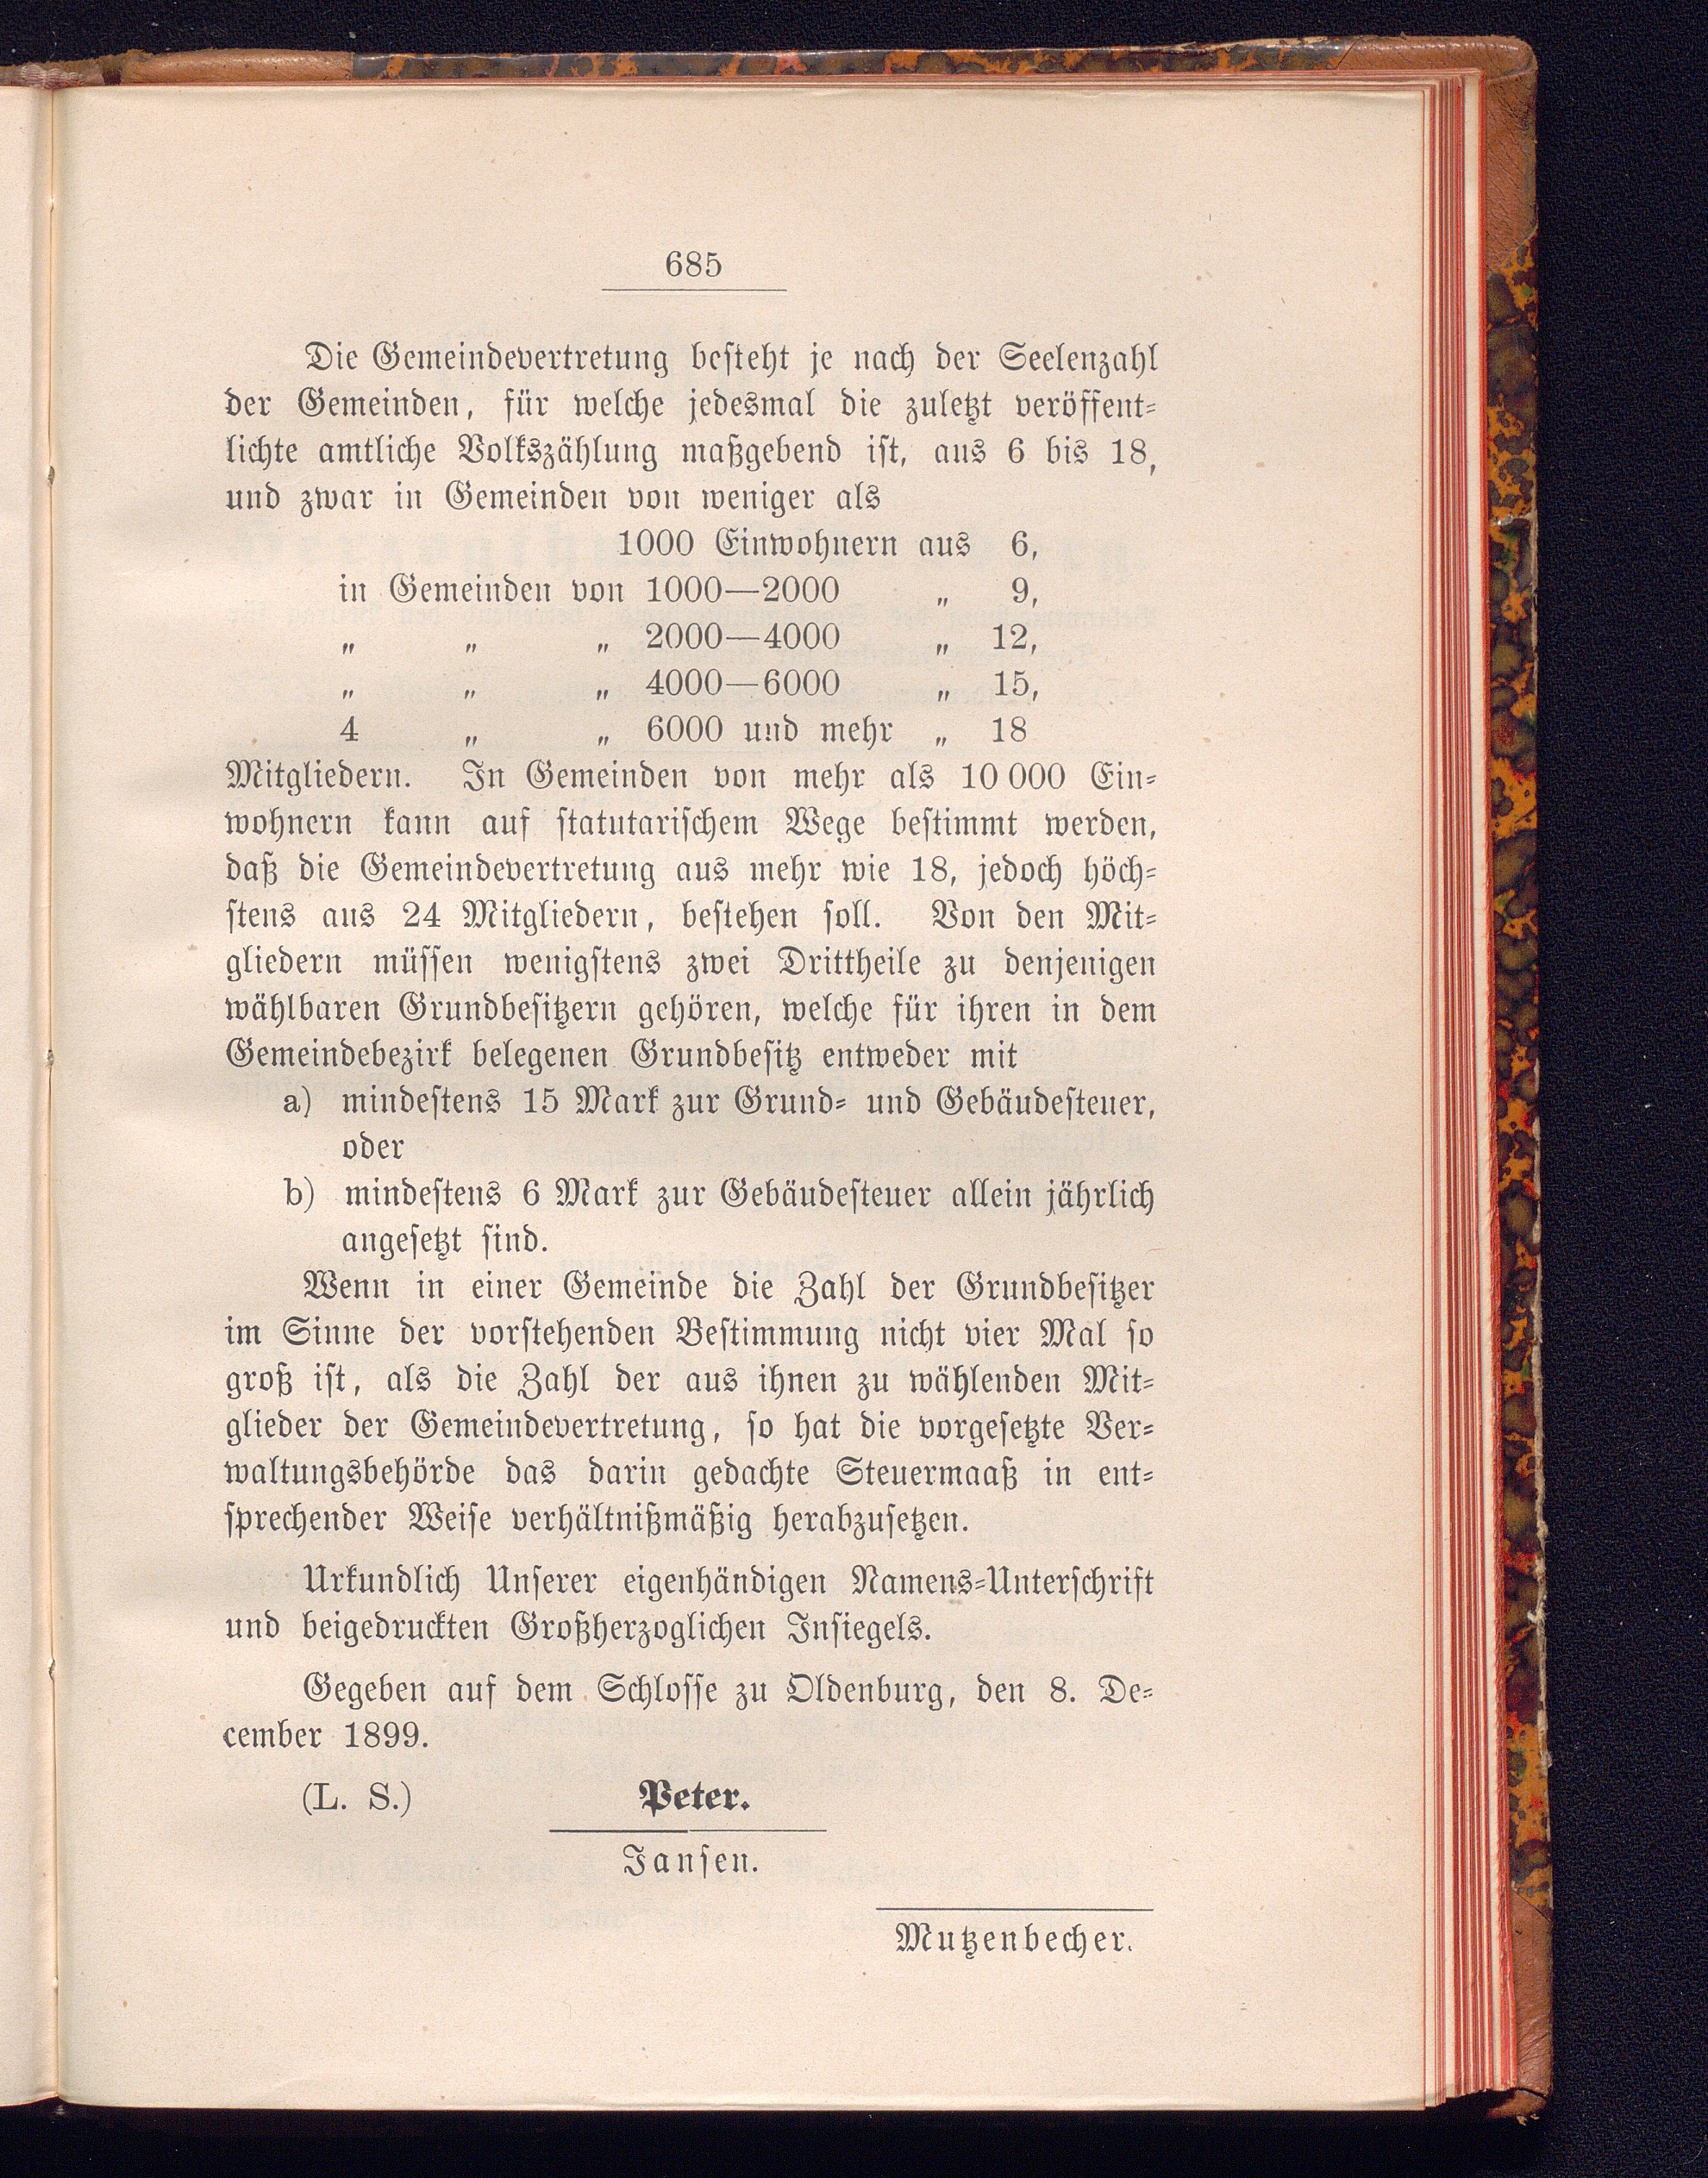 685
Die Gemeindevertretung besteht je nach der Seelenzahl
der Gemeinden, für welche jedesmal die zuletzt veröffent-
lichte amtliche Volkszählung maßgebend ist, aus 6 bis 18,
und zwar in Gemeinden von weniger als
1000 Einwohnern aus 6,
in Gemeinden von 1000—2000 „ 9,
„ „ „ 2000—4000 „ 12,
„ „ „ 4000—6000 „ 15,
4 „ „ 6000 und mehr „ 18
Mitgliedern. In Gemeinden von mehr als 10 000 Ein-
wohnern kann auf statutarischem Wege bestimmt werden,
daß die Gemeindevertretung aus mehr wie 18, jedoch höch-
stens aus 24 Mitgliedern, bestehen soll. Von den Mit-
gliedern müssen wenigstens zwei Drittheile zu denjenigen
wählbaren Grundbesitzern gehören, welche für ihren in dem
Gemeindebezirk belegenen Grundbesitz entweder mit
a) mindestens 15 Mark zur Grund- und Gebäudesteuer,
oder
b) mindestens 6 Mark zur Gebäudesteuer allein jährlich
angesetzt sind.
Wenn in einer Gemeinde die Zahl der Grundbesitzer
im Sinne der vorstehenden Bestimmung nicht vier Mal so
groß ist, als die Zahl der aus ihnen zu wählenden Mit-
glieder der Gemeindevertretung, so hat die vorgesetzte Ver-
waltungsbehörde das darin gedachte Steuermaaß in ent-
sprechender Weise verhältnißmäßig herabzusetzen.
Urkundlich Unserer eigenhändigen Namens-Unterschrift
und beigedruckten Großherzoglichen Insiegels.
Gegeben auf dem Schlosse zu Oldenburg, den 8. De-
cember 1899.
(L. S.) Peter.
Jansen.
Mutzenbecher.